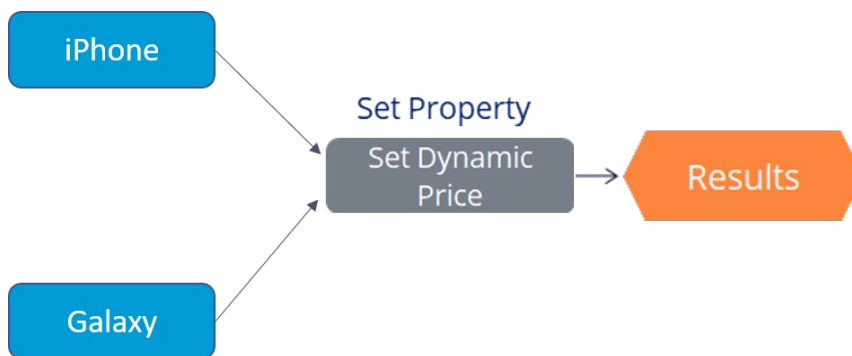 iPhone
Set Property
Set Dynamic
Price
Results
Galaxy